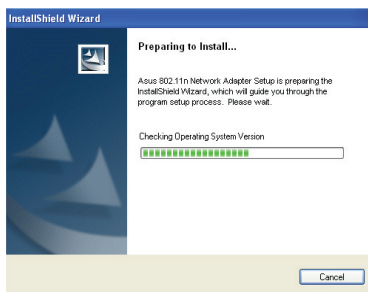 InstallShield Wizard
Preparing to Install...
Asus 802.11n Network Adapter Setup is preparing the
InstallShield Wizard, which will guide you through the
program setup process. Please wait.
Checking Operating System Version
Cancel